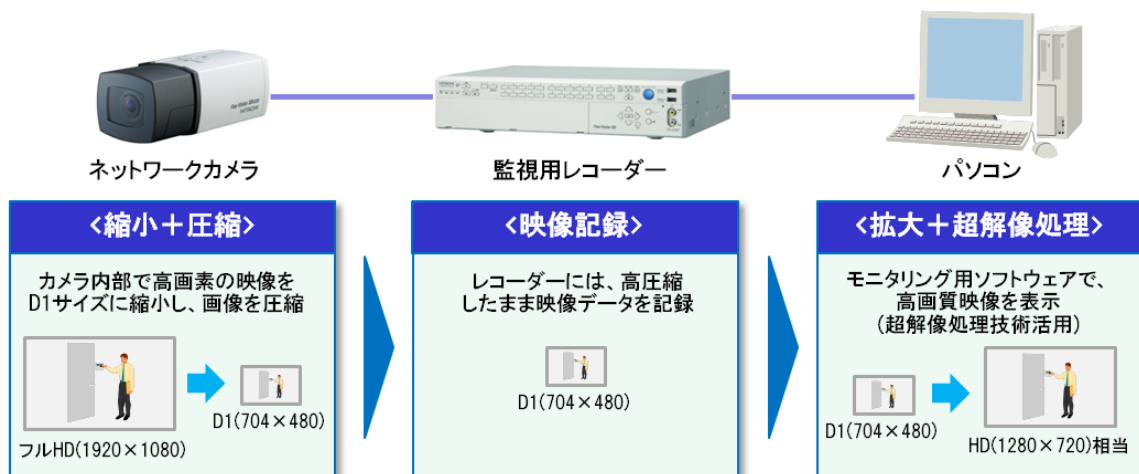 ネットワークカメラ
監視用レコーダー
パソコン
<縮小+圧縮>
カメラ内部で高画素の映像を
D1サイズに縮小し、画像を圧縮
フルHD(1920×1080)
D1(704×480)
<映像記録>
レコーダーには、高圧縮
したまま映像データを記録
D1(704×480)
<拡大+超解像処理>
モニタリング用ソフトウェアで、
高画質映像を表示
(超解像処理技術活用)
D1(704×480)
HD(1280×720)相当